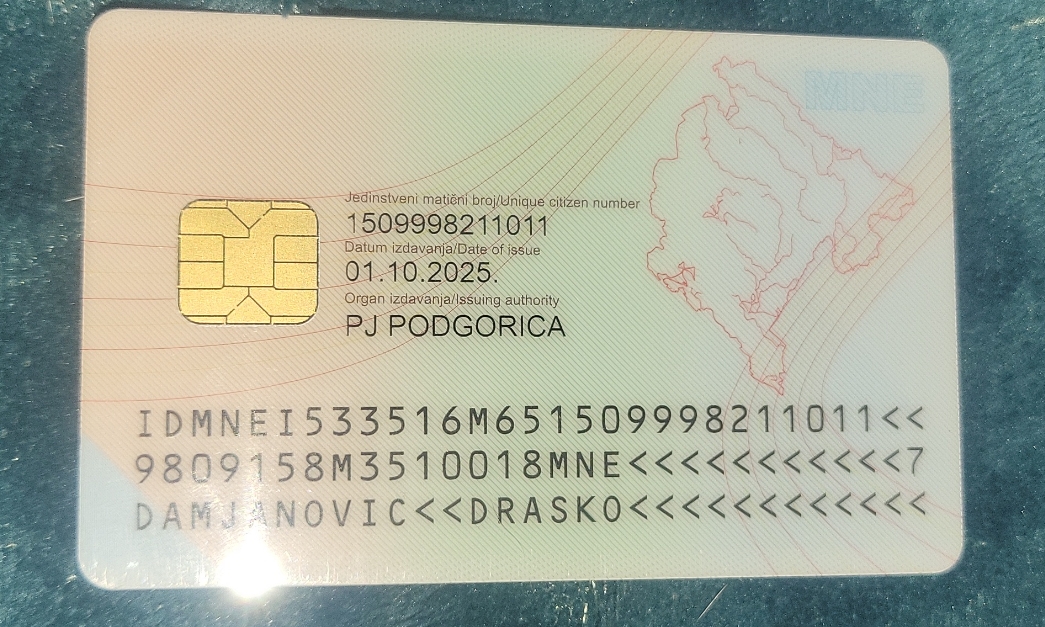 MNE
Jedinstveni matični broj/Unique citizen number
1509998211011
Datum izdavanja/Date of issue
01.10.2025.
Organ izdavanja/Issuing authority
PJ PODGORICA
IDMNEI533516M651509998211011<<
9809158M3510018MNE<<<<<<<<<<<7
DAMJANOVIC<<DRASKO<<<<<<<<<<<<